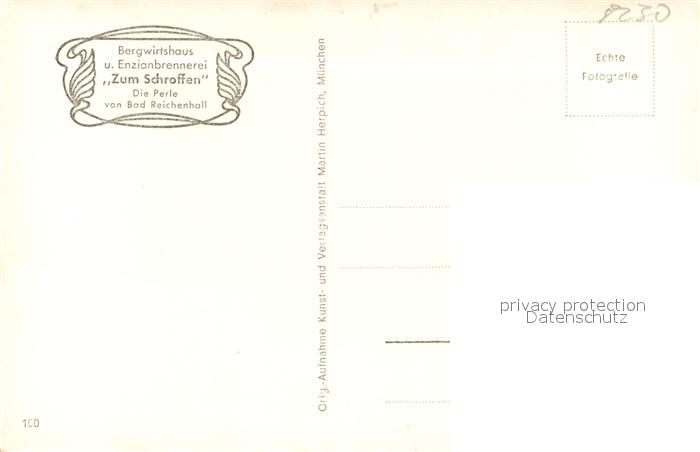 8230
Bergwirtshaus
u. Enzianbrennerei
„Zum Schroffen"
Die Perle
von Bad Reichenhall
Echte
Fotografie
Orig.-Aufnahme Kunst- und Verlagsanstalt Martin Herpich, München
privacy protection
Datenschutz
100